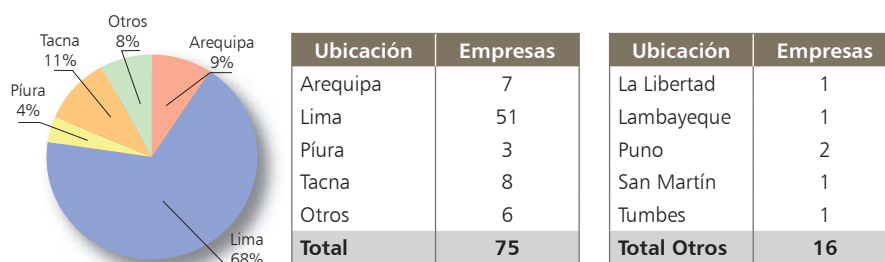 Otros
8%
Tacna
11%
Arequipa
9%
Píura
4%
Lima
68%
Ubicación Empresas
Arequipa 7
Lima 51
Píura 3
Tacna 8
Otros 6
Total 75
Ubicación Empresas
La Libertad 1
Lambayeque 1
Puno 2
San Martín 1
Tumbes 1
Total Otros 16